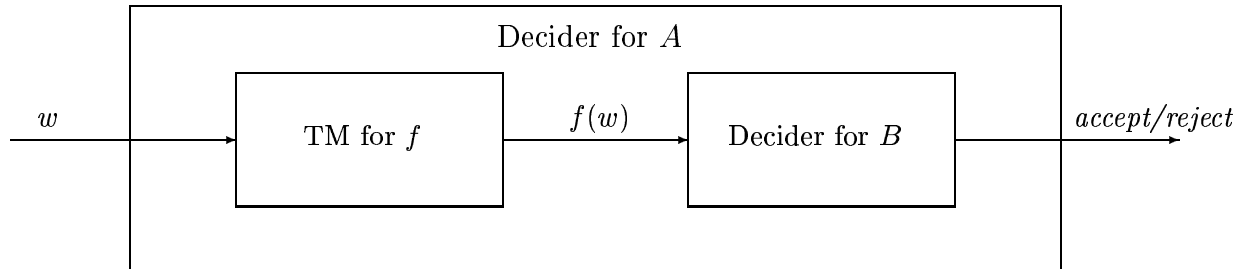 Decider for A
w
TM for f
f(w)
Decider for B
accept/reject